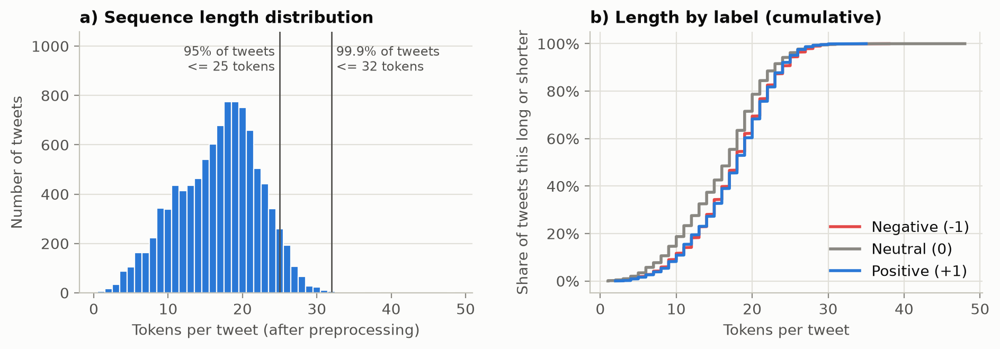 a) Sequence length distribution
Number of tweets
1000
800
600
400
200
0
95% of tweets
<= 25 tokens
99.9% of tweets
<= 32 tokens
0 10 20 30 40 50
Tokens per tweet (after preprocessing)
b) Length by label (cumulative)
Share of tweets this long or shorter
100%
80%
60%
40%
20%
0%
Negative (-1)
Neutral (0)
Positive (+1)
0 10 20 30 40 50
Tokens per tweet